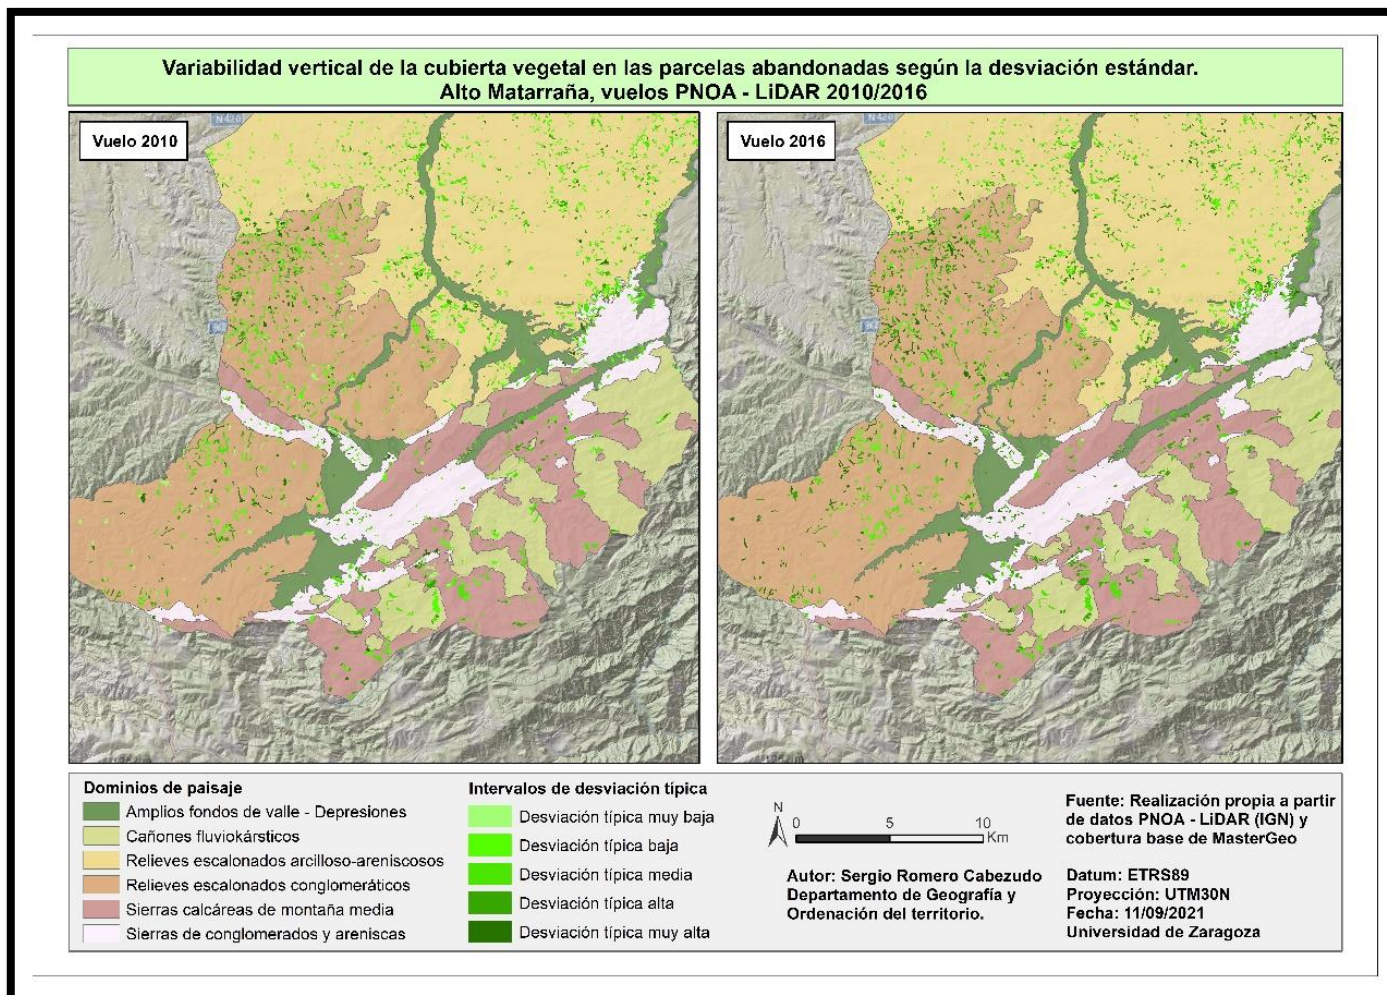 Variabilidad vertical de la cubierta vegetal en las parcelas abandonadas según la desviación estándar.
Alto Matarraña, vuelos PNOA - LiDAR 2010/2016
Vuelo 2010
N 420
Vuelo 2016
N 420
Dominios de paisaje
Amplios fondos de valle - Depresiones
Cañones fluviokársticos
Relieves escalonados arcilloso-areniscosos
Relieves escalonados conglomeráticos
Sierras calcáreas de montaña media
Sierras de conglomerados y areniscas
Intervalos de desviación típica
Desviación típica muy baja
Desviación típica baja
Desviación típica media
Desviación típica alta
Desviación típica muy alta
N
0 5 10
Km
Autor: Sergio Romero Cabezudo
Departamento de Geografía y
Ordenación del territorio.
Fuente: Realización propia a partir
de datos PNOA - LiDAR (IGN) y
cobertura base de MasterGeo
Datum: ETRS89
Proyección: UTM30N
Fecha: 11/09/2021
Universidad de Zaragoza